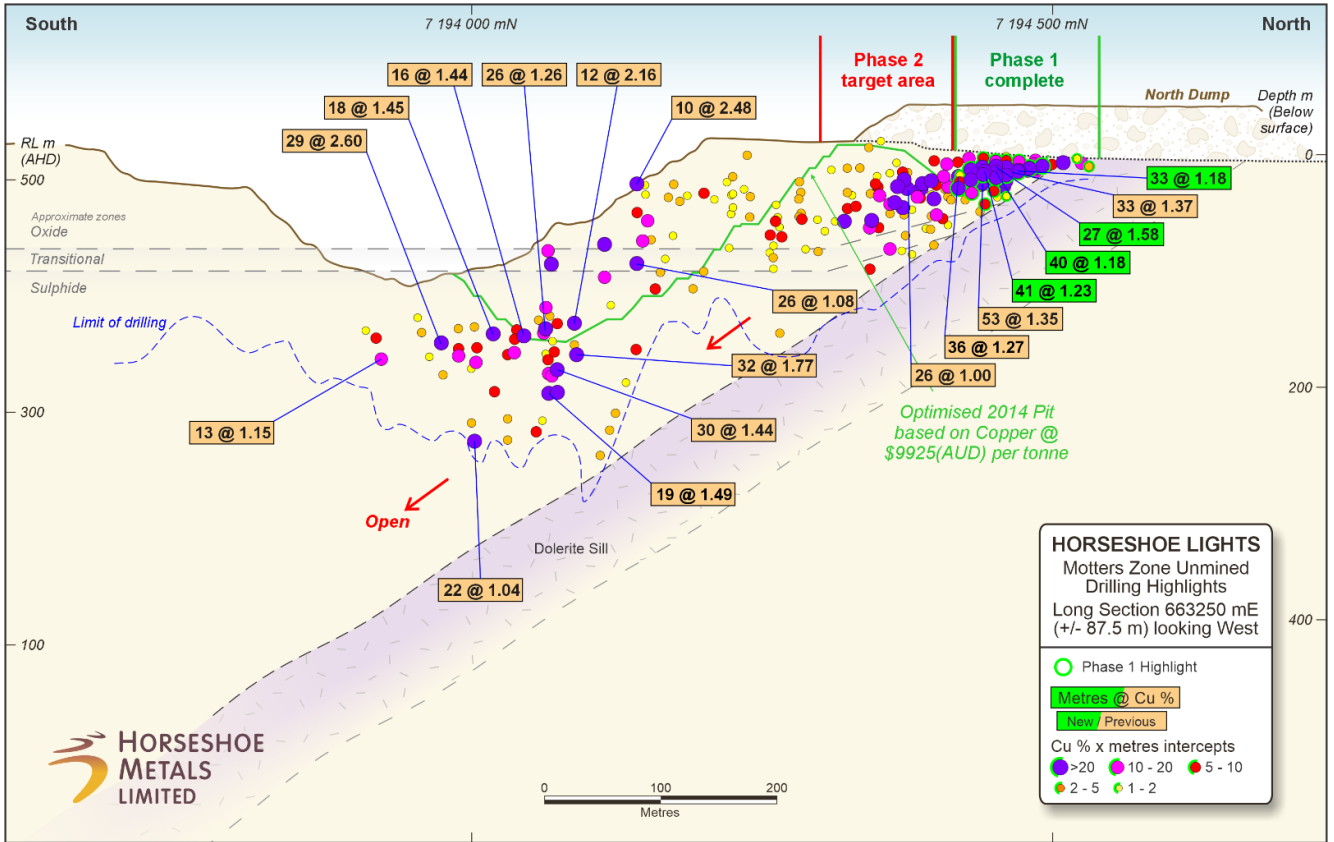 South
7 194 000 mN
7 194 500 mN
North
Phase 2
target area
Phase 1
complete
North Dump
Depth m
(Below
surface)
0
RL m
(AHD)
500
16 @ 1.44
26 @ 1.26
12 @ 2.16
18 @ 1.45
10 @ 2.48
29 @ 2.60
33 @ 1.18
33 @ 1.37
27 @ 1.58
40 @ 1.18
41 @ 1.23
53 @ 1.35
36 @ 1.27
26 @ 1.00
26 @ 1.08
32 @ 1.77
30 @ 1.44
19 @ 1.49
13 @ 1.15
22 @ 1.04
Approximate zones
Oxide
Transitional
Sulphide
Limit of drilling
300
200
Optimised 2014 Pit
based on Copper @
$9925(AUD) per tonne
Open
Dolerite Sill
100
400
HORSESHOE LIGHTS
Motters Zone Unmined
Drilling Highlights
Long Section 663250 mE
(+/- 87.5 m) looking West
Phase 1 Highlight
Metres @ Cu %
New / Previous
Cu % x metres intercepts
>20
10 - 20
5 - 10
2 - 5
1 - 2
HORSESHOE
METALS
LIMITED
0
100
200
Metres